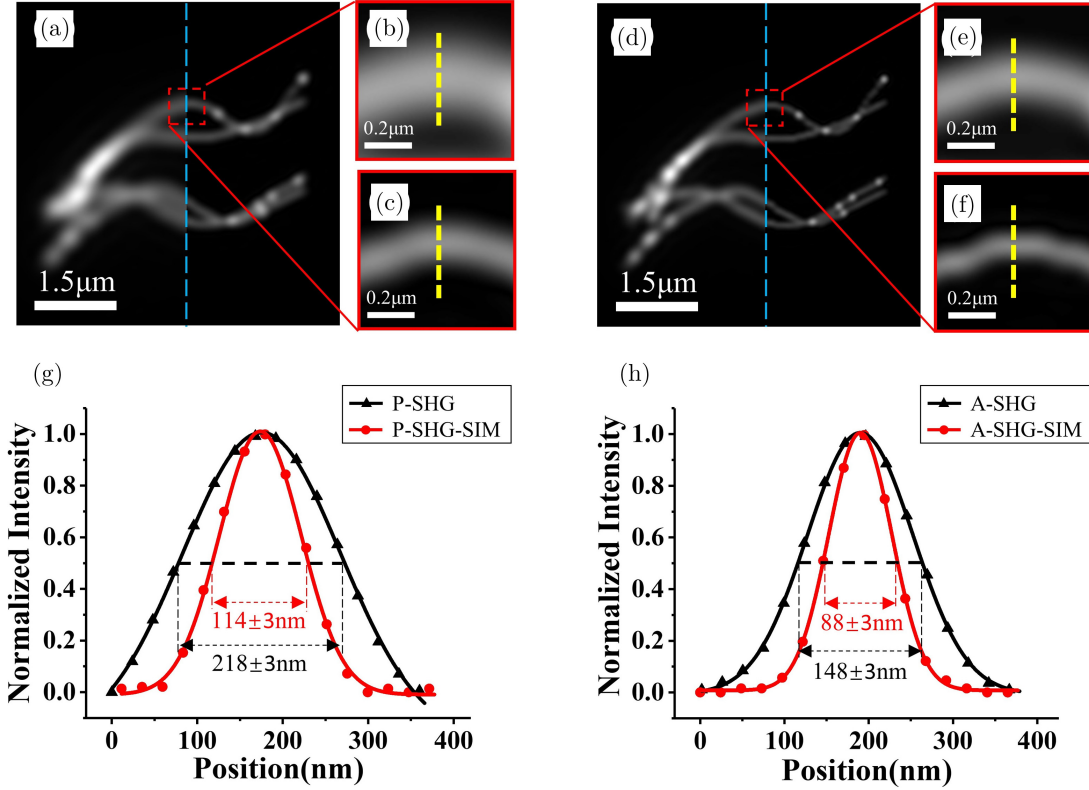 (a)
(b)
0.2μm
(c)
0.2μm
1.5μm
(d)
(e)
0.2μm
(f)
0.2μm
1.5μm
(g)
P-SHG
P-SHG-SIM
Normalized Intensity
1.0
0.8
0.6
0.4
0.2
0.0
114±3nm
218±3nm
0 100 200 300 400
Position(nm)
(h)
A-SHG
A-SHG-SIM
Normalized Intensity
1.0
0.8
0.6
0.4
0.2
0.0
88±3nm
148±3nm
0 100 200 300 400
Position(nm)